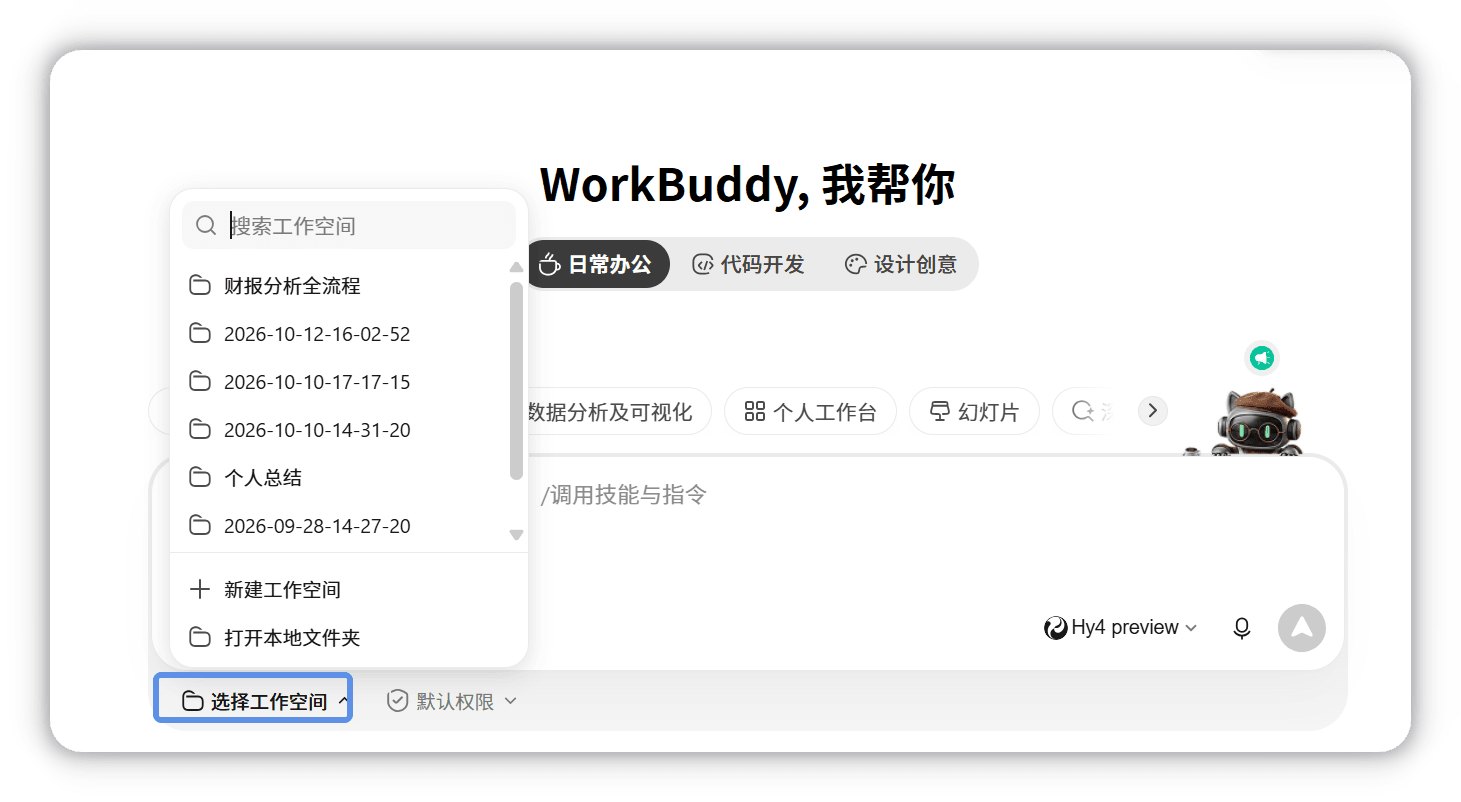 WorkBuddy, 我帮你
日常办公
代码开发
设计创意
搜索工作空间
财报分析全流程
2026-10-12-16-02-52
2026-10-10-17-17-15
2026-10-10-14-31-20
个人总结
2026-09-28-14-27-20
新建工作空间
打开本地文件夹
数据分析及可视化
个人工作台
幻灯片
/调用技能与指令
Hy4 preview
选择工作空间
默认权限